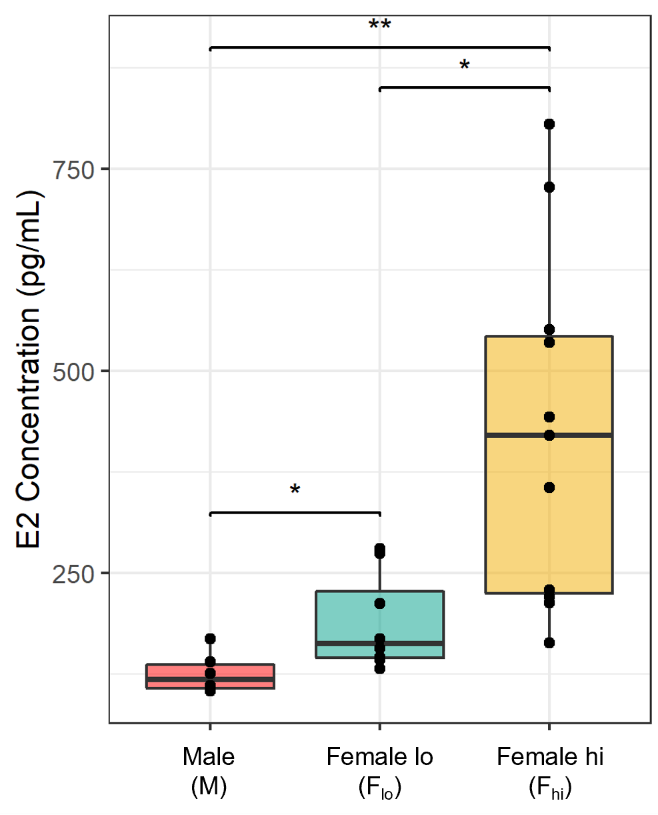 **
*
750
500
*
250
E2 Concentration (pg/mL)
Male
(M)
Female lo
(Flo)
Female hi
(Fhi)